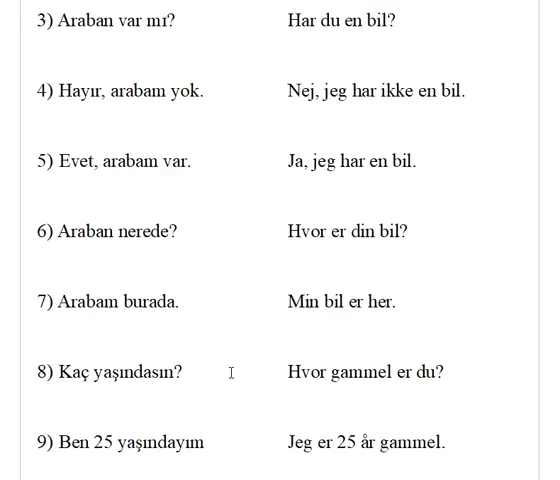 3) Araban var mı? Har du en bil?
4) Hayır, arabam yok. Nej, jeg har ikke en bil.
5) Evet, arabam var. Ja, jeg har en bil.
6) Araban nerede? Hvor er din bil?
7) Arabam burada. Min bil er her.
8) Kaç yaşındasın? Hvor gammel er du?
9) Ben 25 yaşındayım Jeg er 25 år gammel.